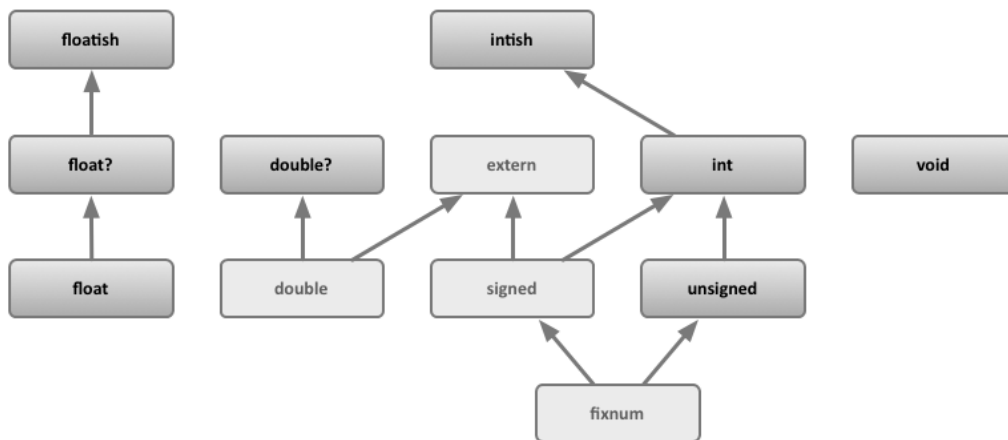 floatish
intish
float?
double?
extern
int
void
float
double
signed
unsigned
fixnum